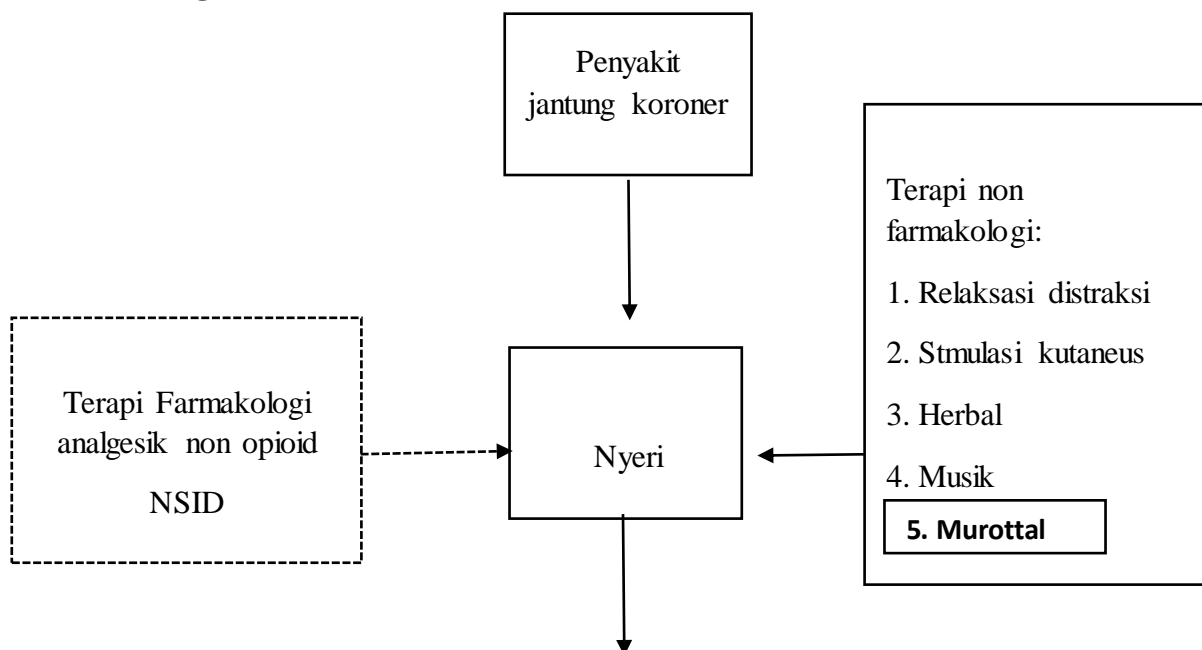 Penyakit
jantung koroner
Terapi non
farmakologi:
1. Relaksasi distraksi
2. Stmulasi kutaneus
3. Herbal
4. Musik
5. Murottal
Terapi Farmakologi
analgesik non opioid
NSID
Nyeri